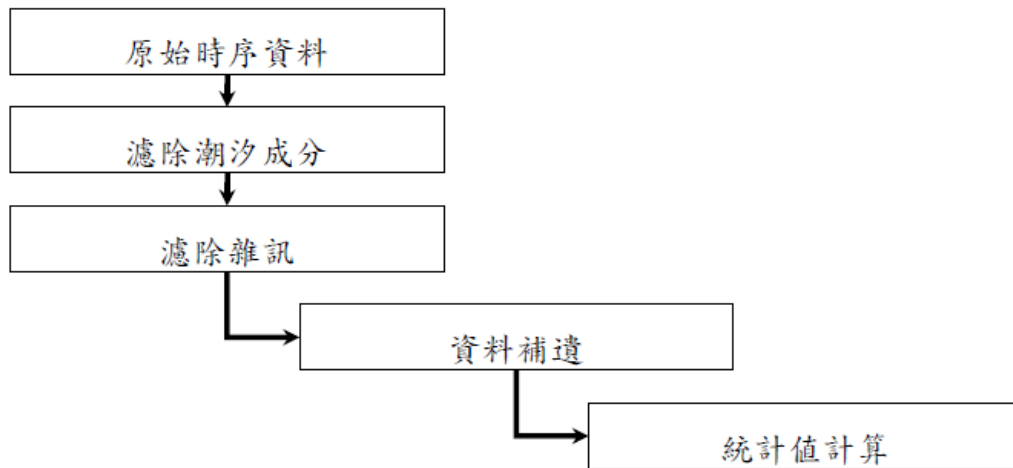 原始時序資料
濾除潮汐成分
濾除雜訊
資料補遺
統計值計算